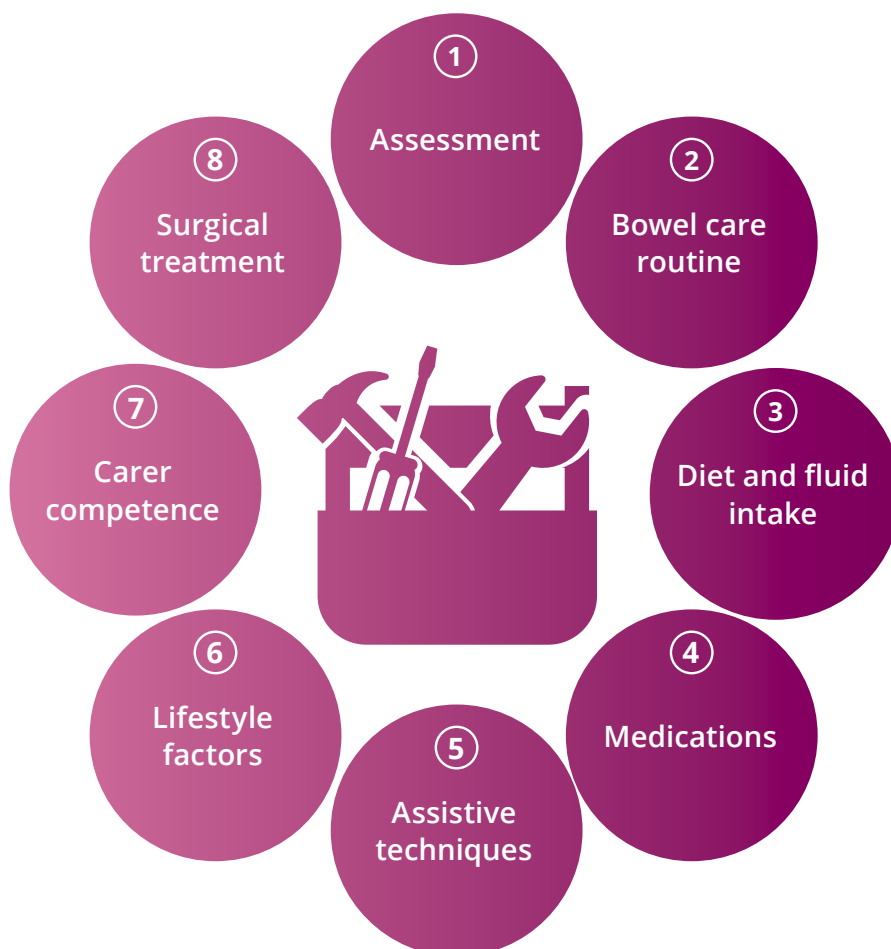 1
Assessment
2
Bowel care
routine
3
Diet and fluid
intake
4
Medications
5
Assistive
techniques
6
Lifestyle
factors
7
Carer
competence
8
Surgical
treatment